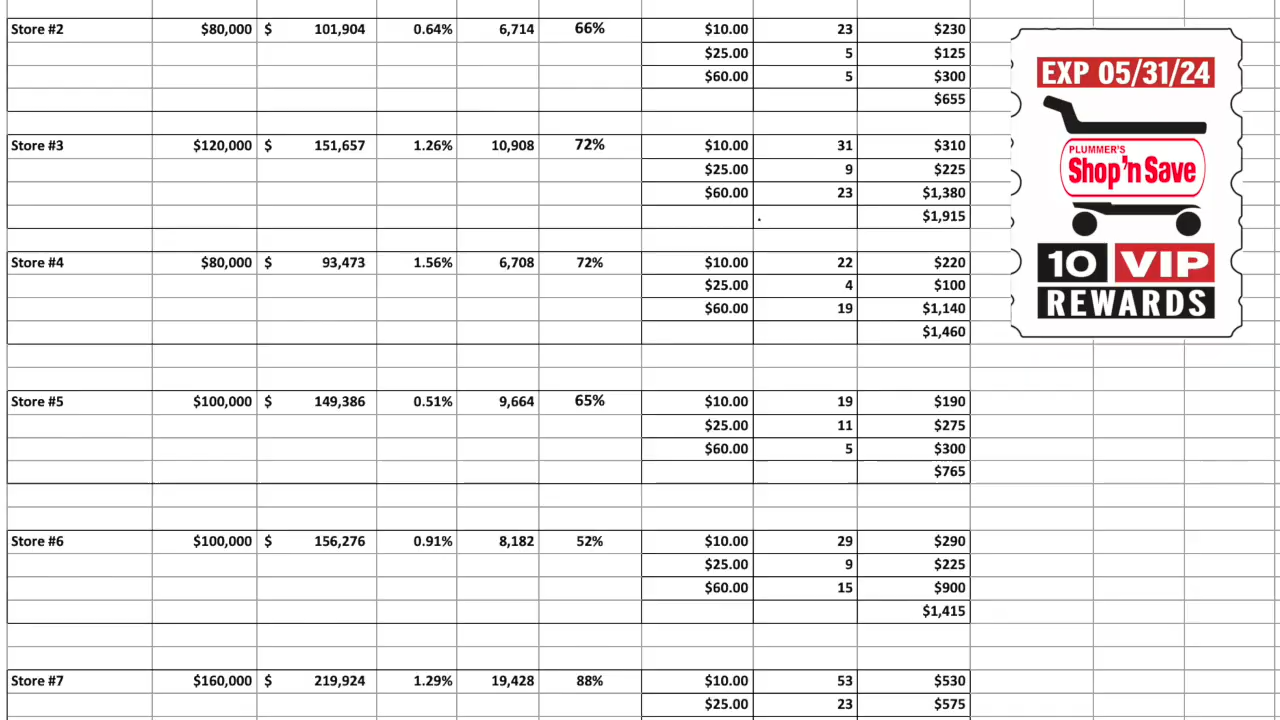 Store #2 $80,000 $ 101,904 0.64% 6,714 66% $10.00 23 $230
$25.00 5 $125
$60.00 5 $300
$655
Store #3 $120,000 $ 151,657 1.26% 10,908 72% $10.00 31 $310
$25.00 9 $225
$60.00 23 $1,380
. $1,915
Store #4 $80,000 $ 93,473 1.56% 6,708 72% $10.00 22 $220
$25.00 4 $100
$60.00 19 $1,140
$1,460
Store #5 $100,000 $ 149,386 0.51% 9,664 65% $10.00 19 $190
$25.00 11 $275
$60.00 5 $300
$765
Store #6 $100,000 $ 156,276 0.91% 8,182 52% $10.00 29 $290
$25.00 9 $225
$60.00 15 $900
$1,415
Store #7 $160,000 $ 219,924 1.29% 19,428 88% $10.00 53 $530
$25.00 23 $575
EXP 05/31/24
PLUMMER'S
Shop 'n Save
10 VIP
REWARDS